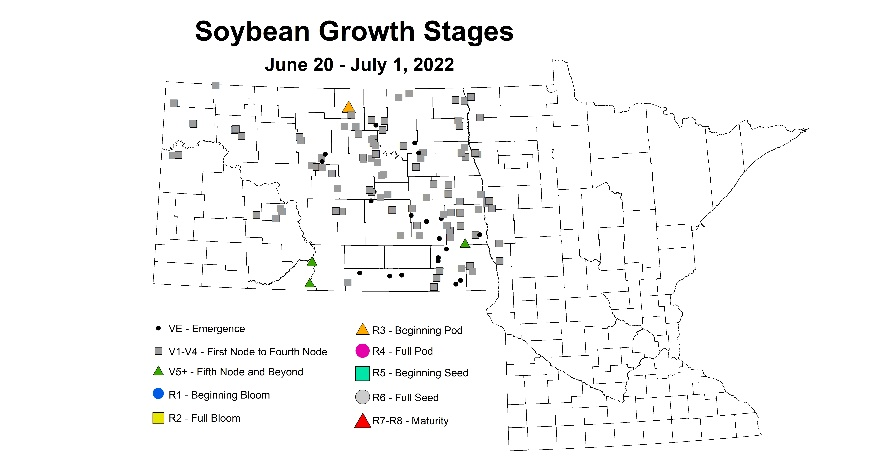 Soybean Growth Stages
June 20 - July 1, 2022
VE - Emergence
V1-V4 - First Node to Fourth Node
V5+ - Fifth Node and Beyond
R1 - Beginning Bloom
R2 - Full Bloom
R3 - Beginning Pod
R4 - Full Pod
R5 - Beginning Seed
R6 - Full Seed
R7-R8 - Maturity